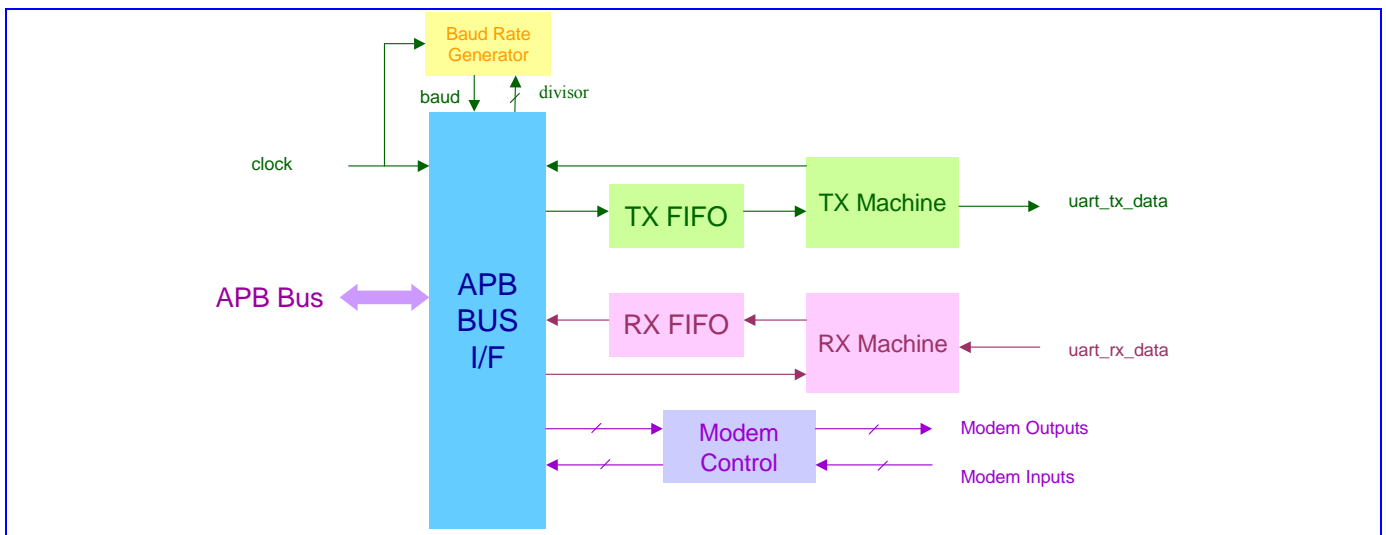 Baud Rate
Generator
baud
divisor
clock
TX FIFO
TX Machine
uart_tx_data
APB Bus
APB
BUS
I/F
RX FIFO
RX Machine
uart_rx_data
Modem
Control
Modem Outputs
Modem Inputs